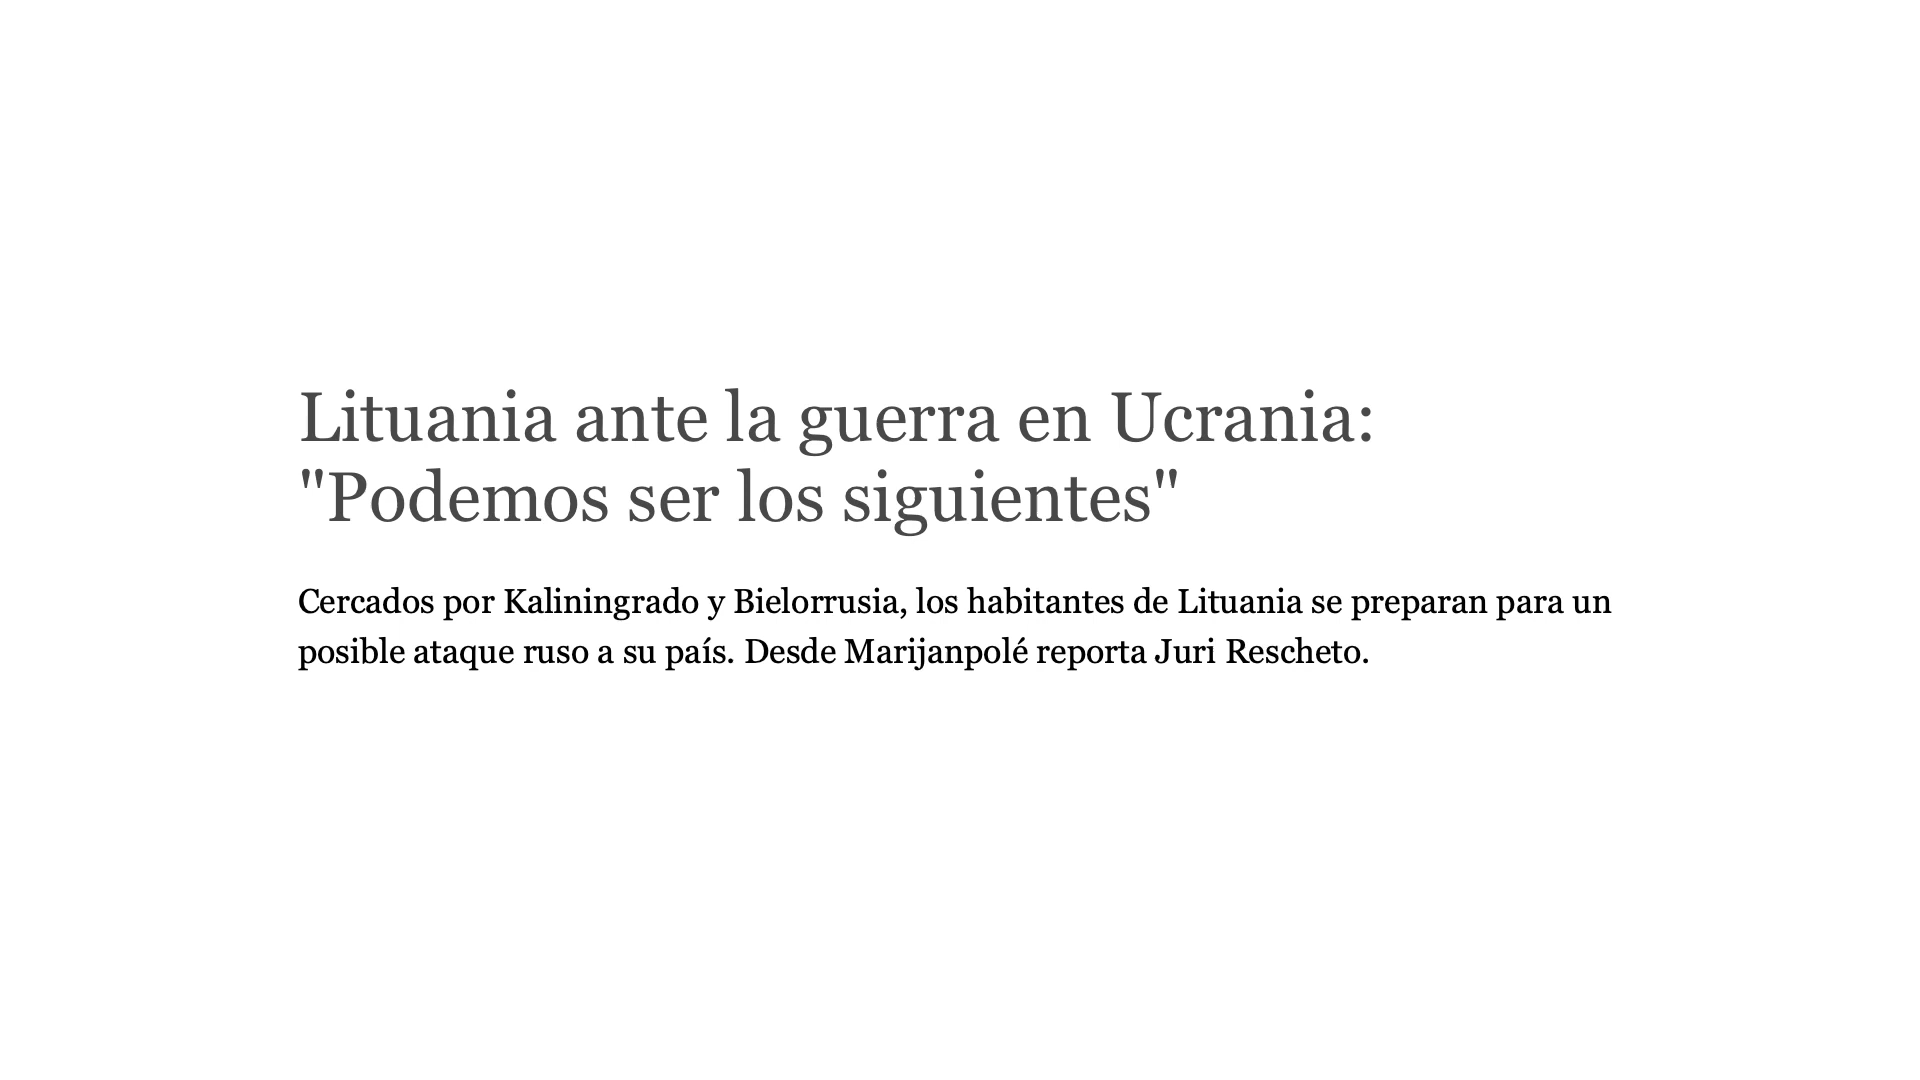 Lituania ante la guerra en Ucrania:
"Podemos ser los siguientes"
Cercados por Kaliningrado y Bielorrusia, los habitantes de Lituania se preparan para un
posible ataque ruso a su país. Desde Marijanpolé reporta Juri Rescheto.